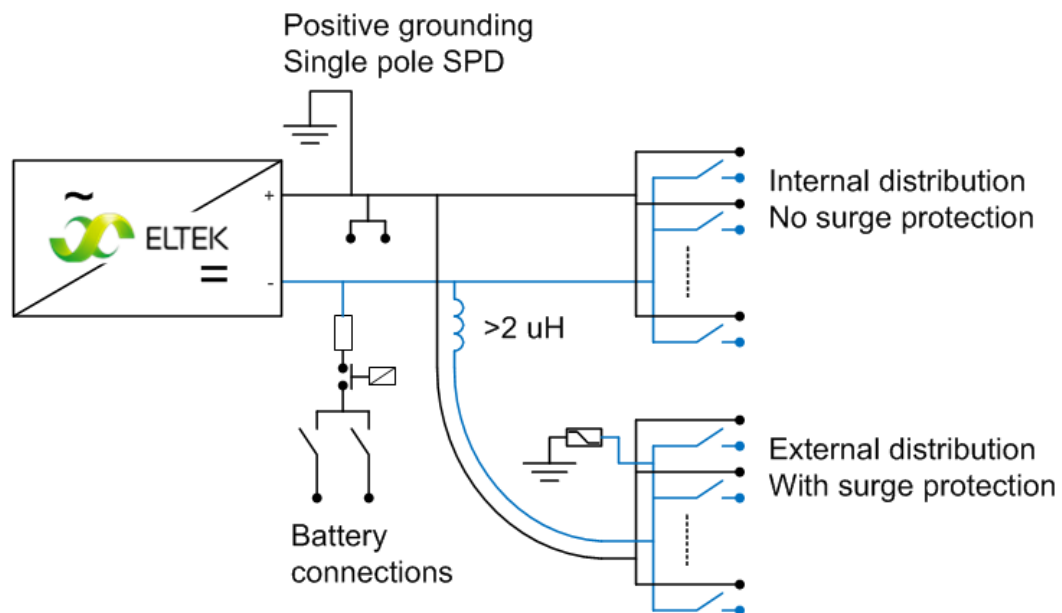 Positive grounding
Single pole SPD
~
ELTEK
=
+
-
Internal distribution
No surge protection
>2 uH
External distribution
With surge protection
Battery
connections